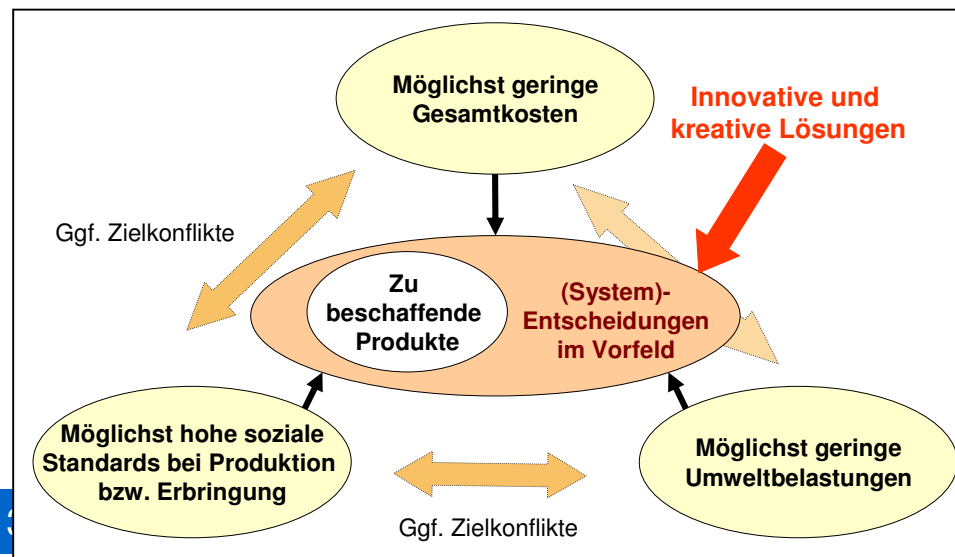 Möglichst geringe
Gesamtkosten
Innovative und
kreative Lösungen
Ggf. Zielkonflikte
Zu
beschaffende
Produkte
(System)-
Entscheidungen
im Vorfeld
Möglichst hohe soziale
Standards bei Produktion
bzw. Erbringung
Möglichst geringe
Umweltbelastungen
Ggf. Zielkonflikte